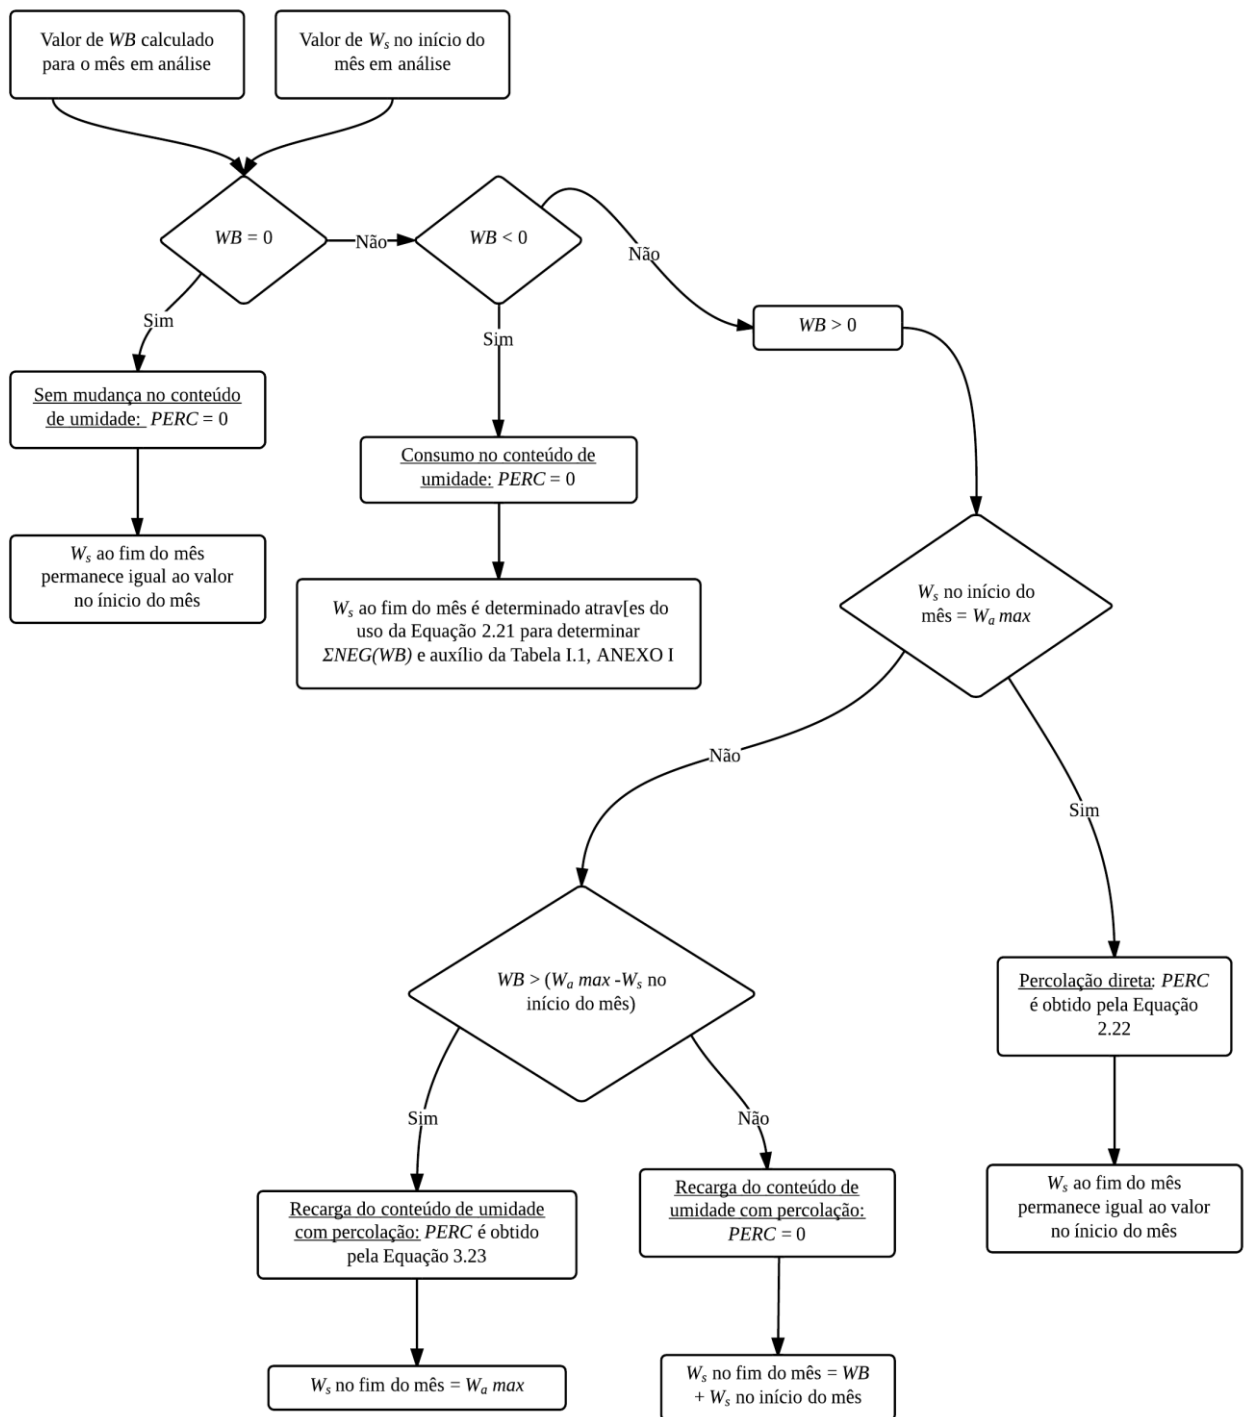 Valor de WB calculado
para o mês em análise
Valor de Ws no início do
mês em análise
WB = 0
Não
WB < 0
Não
Sim
Sim
WB > 0
Sem mudança no conteúdo
de umidade: PERC = 0
Consumo no conteúdo de
umidade: PERC = 0
Ws ao fim do mês
permanece igual ao valor
no ínicio do mês
Ws ao fim do mês é determinado atrav[es do
uso da Equação 2.21 para determinar
ΣNEG(WB) e auxílio da Tabela I.1, ANEXO I
Ws no início do
mês = Wa max
Não
Sim
WB > (Wa max -Ws no
início do mês)
Percolação direta: PERC
é obtido pela Equação
2.22
Sim
Não
Recarga do conteúdo de umidade
com percolação: PERC é obtido
pela Equação 3.23
Recarga do conteúdo de
umidade com percolação:
PERC = 0
Ws ao fim do mês
permanece igual ao valor
no ínicio do mês
Ws no fim do mês = Wa max
Ws no fim do mês = WB
+ Ws no início do mês